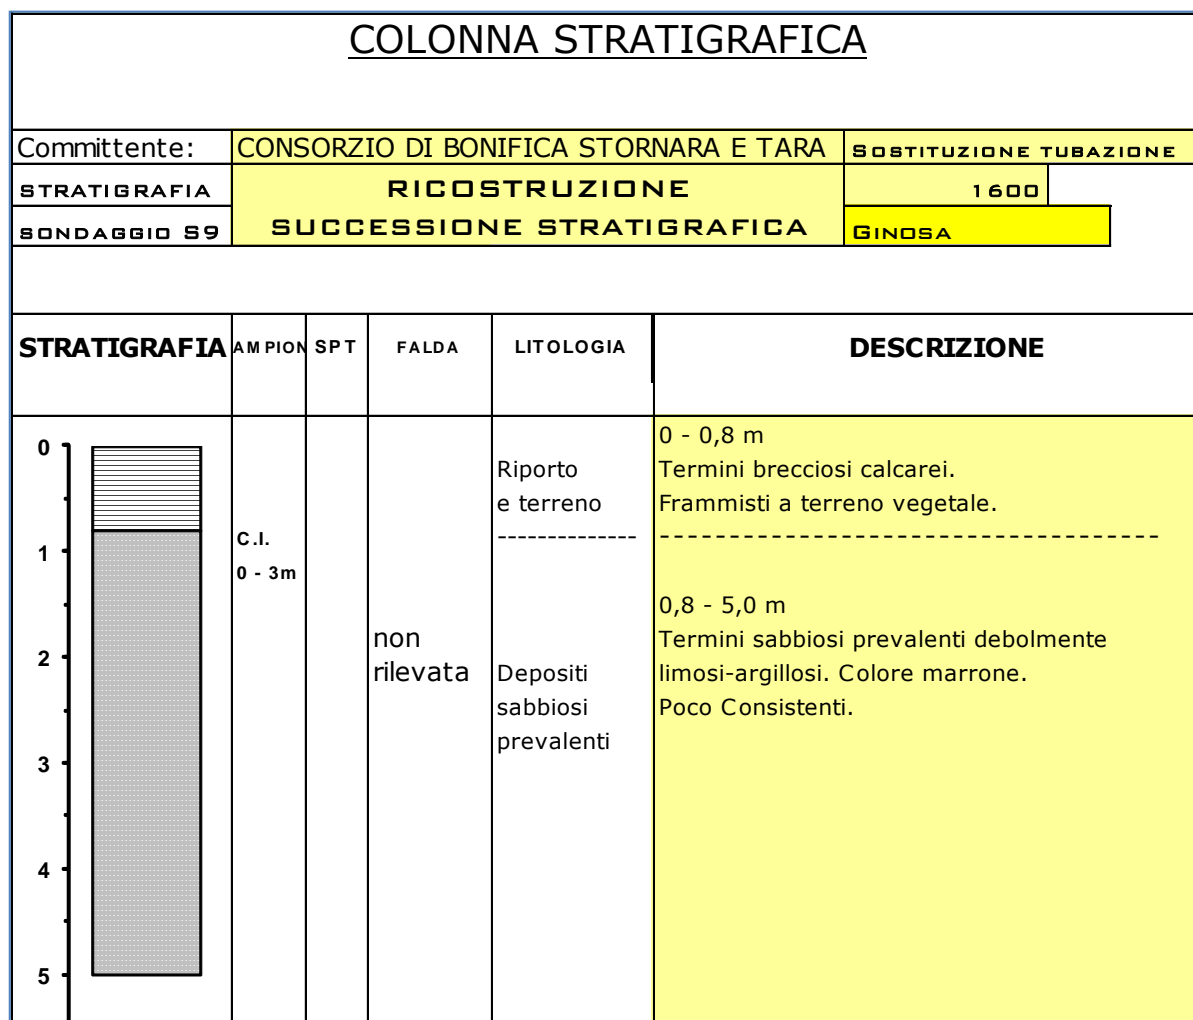 COLONNA STRATIGRAFICA
Committente: CONSORZIO DI BONIFICA STORNARA E TARA SOSTITUZIONE TUBAZIONE
STRATIGRAFIA RICOSTRUZIONE 1600
SONDAGGIO S9 SUCCESSIONE STRATIGRAFICA GINOSA
STRATIGRAFIA AMPION SPT FALDA LITOLOGIA DESCRIZIONE
0
1
2
3
4
5
C.I.
0 - 3m
non
rilevata
Riporto
e terreno
--------------
Depositi
sabbiosi
prevalenti
0 - 0,8 m
Termini brecciosi calcarei.
Frammisti a terreno vegetale.
------------------------------------
0,8 - 5,0 m
Termini sabbiosi prevalenti debolmente
limosi-argillosi. Colore marrone.
Poco Consistenti.